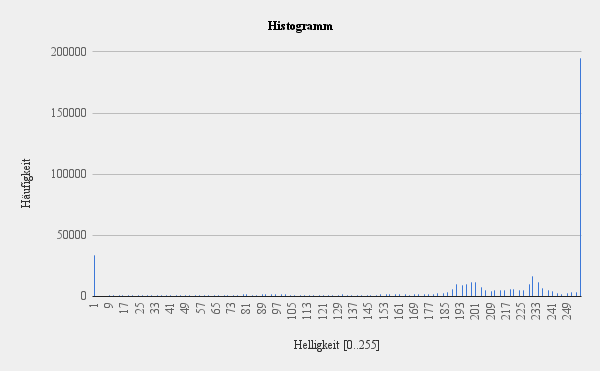 Histogramm
200000
150000
100000
50000
0
Häufigkeit
1 9 17 25 33 41 49 57 65 73 81 89 97 105 113 121 129 137 145 153 161 169 177 185 193 201 209 217 225 233 241 249
Helligkeit [0..255]